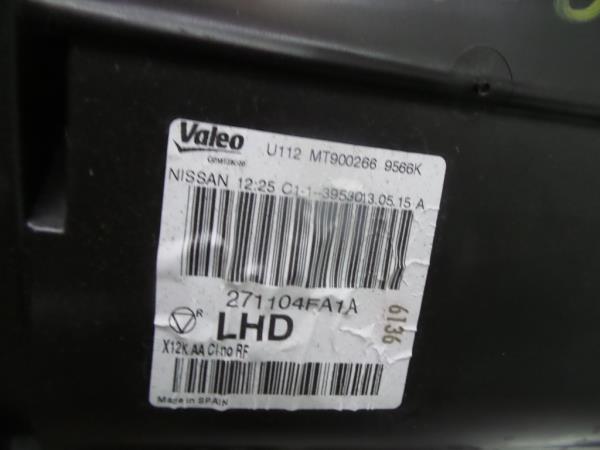 Valeo
U112 MT900266 9566K
NISSAN 12:25 C1-1-3953013.05.15 A
271104FA1A
R
LHD
6136
X12K AA Cl-no RF
Made in SPAIN